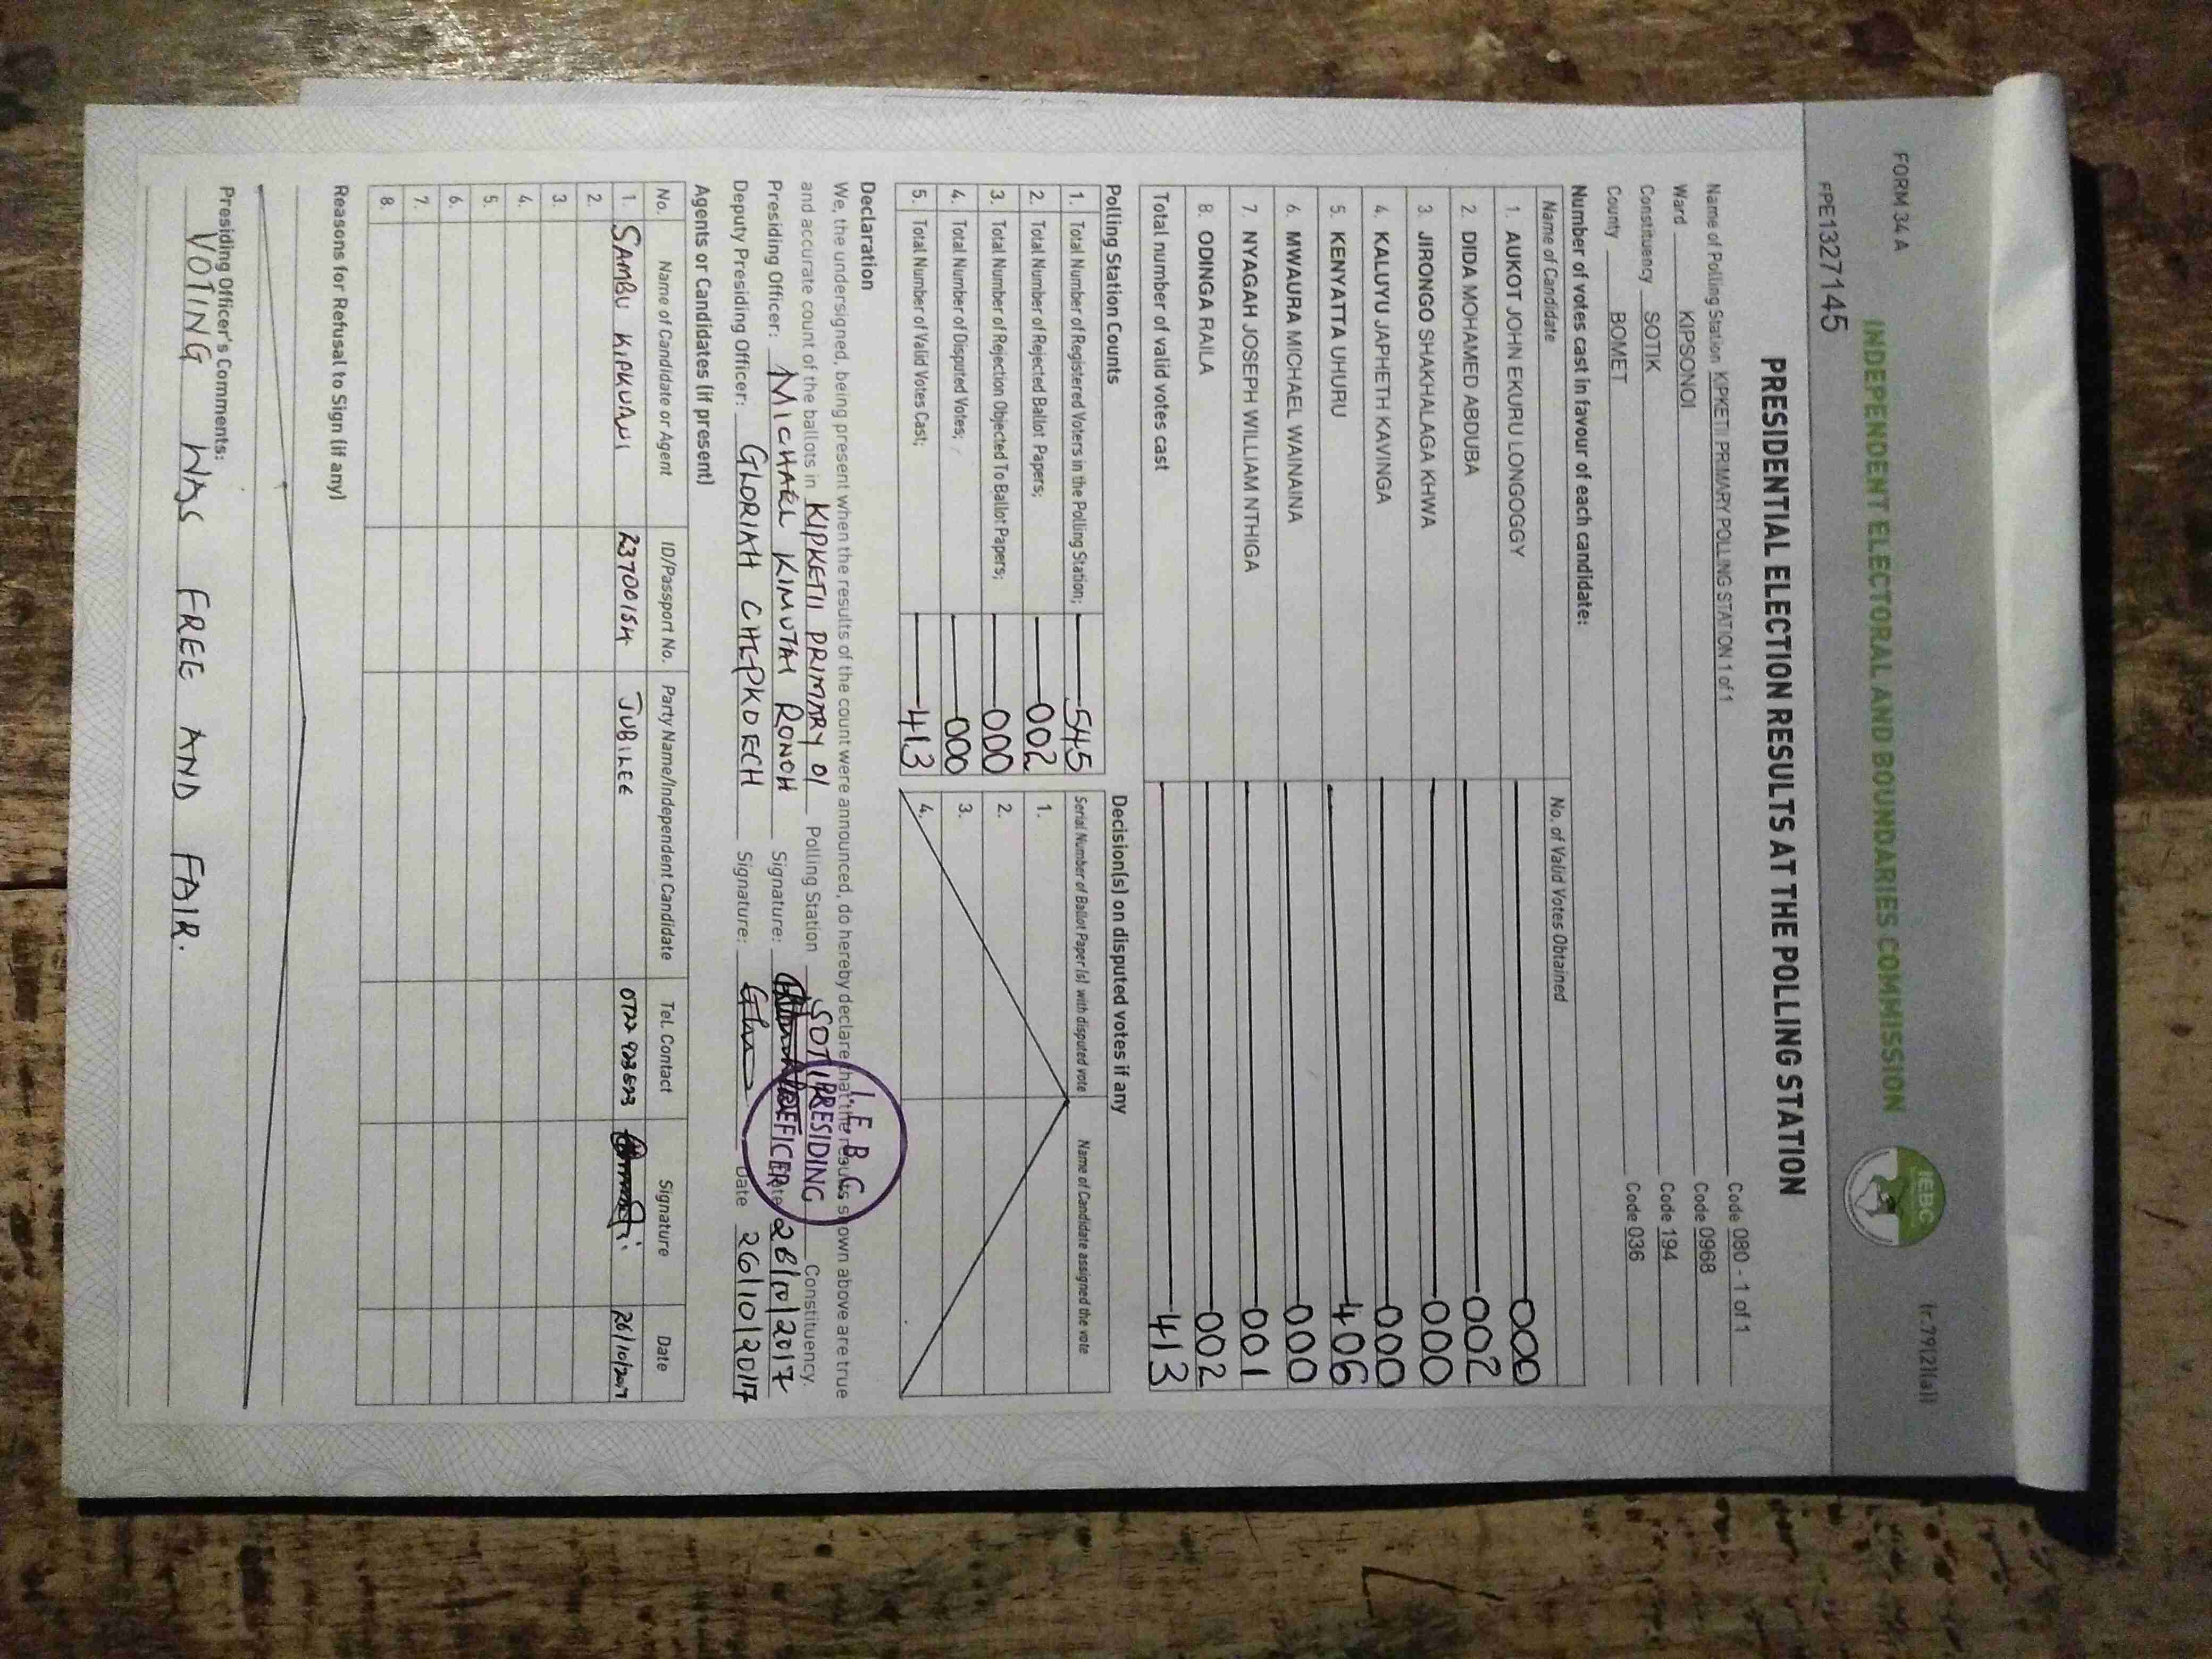 FORM 34 A
(r.79(2)(a))
INDEPENDENT ELECTORAL AND BOUNDARIES COMMISSION
IEBC
FPE1327145
PRESIDENTIAL ELECTION RESULTS AT THE POLLING STATION
Name of Polling Station KIPKETII PRIMARY POLLING STATION 1 of 1 Code 080 - 1 of 1
Ward KIPSONOI Code 0968
Constituency SOTIK Code 194
County BOMET Code 036
Number of votes cast in favour of each candidate:
Name of Candidate No. of Valid Votes Obtained
1. AUKOT JOHN EKURU LONGOGGY 000
2. DIDA MOHAMED ABDUBA 002
3. JIRONGO SHAKHALAGA KHWA 000
4. KALUYU JAPHETH KAVINGA 000
5. KENYATTA UHURU 406
6. MWAURA MICHAEL WAINAINA 000
7. NYAGAH JOSEPH WILLIAM NTHIGA 001
8. ODINGA RAILA 002
Total number of valid votes cast 413
Polling Station Counts
1. Total Number of Registered Voters in the Polling Station; 545
2. Total Number of Rejected Ballot Papers; 002
3. Total Number of Rejection Objected To Ballot Papers; 000
4. Total Number of Disputed Votes; 000
5. Total Number of Valid Votes Cast; 413
Decision(s) on disputed votes if any
Serial Number of Ballot Paper (s) with disputed vote Name of Candidate assigned the vote
1.
2.
3.
4.
Declaration
We, the undersigned, being present when the results of the count were announced, do hereby declare that the results shown above are true
and accurate count of the ballots in KIPKETII PRIMARY 01 Polling Station SOTIK Constituency.
Presiding Officer: MICHAEL KIMUTAI RONOH Signature: Date 26/10/2017
Deputy Presiding Officer: GLORIAH CHEPKOECH Signature: Date 26/10/2017
I.E.B.C
PRESIDING
OFFICER
Agents or Candidates (if present)
No. Name of Candidate or Agent ID/Passport No. Party Name/Independent Candidate Tel. Contact Signature Date
1. SAMBU KIPKURUI 23700154 JUBILEE 26/10/2017
2.
3.
4.
5.
6.
7.
8.
Reasons for Refusal to Sign (if any)
Presiding Officer's Comments:
VOTING WAS FREE AND FAIR.